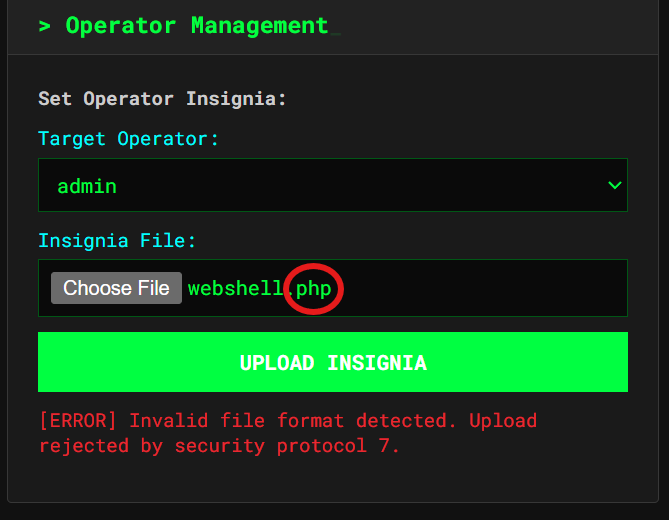 > Operator Management_
Set Operator Insignia:
Target Operator:
admin
Insignia File:
Choose File webshell.php
UPLOAD INSIGNIA
[ERROR] Invalid file format detected. Upload
rejected by security protocol 7.